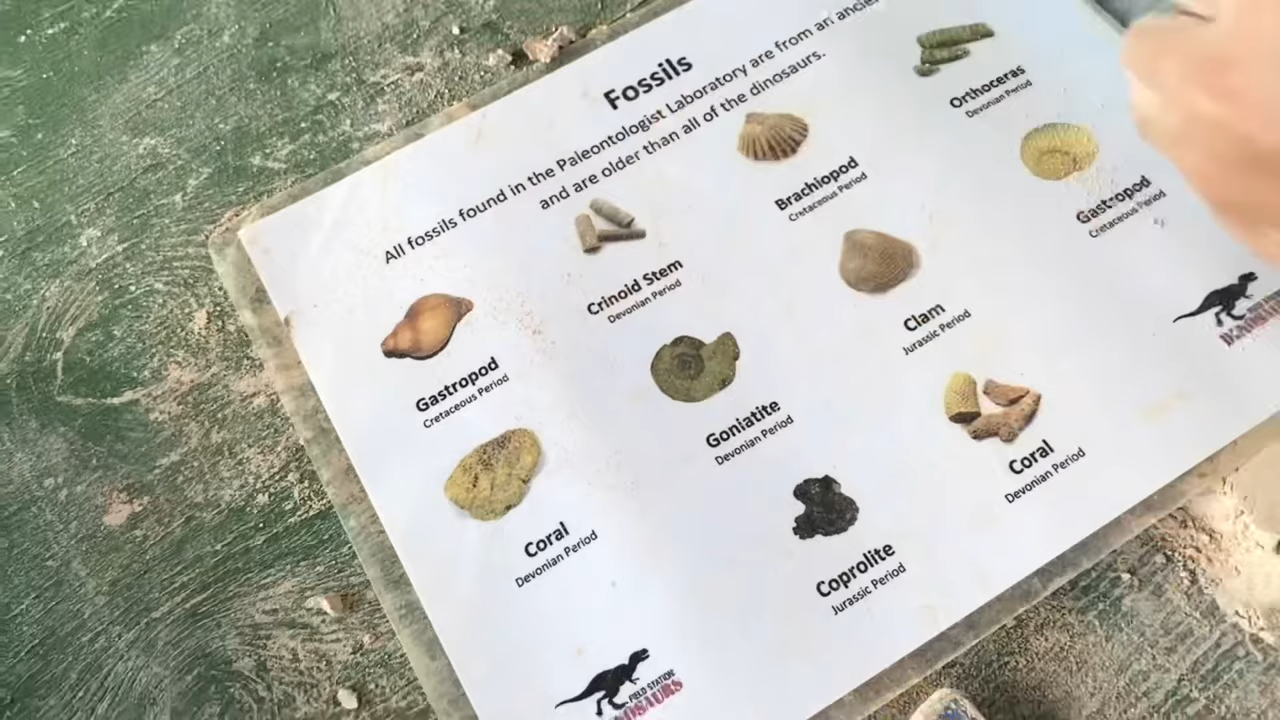 Fossils
All fossils found in the Paleontologist Laboratory are from an
and are older than all of the dinosaurs.
Gastropod
Cretaceous Period
Crinoid Stem
Devonian Period
Brachiopod
Cretaceous Period
Orthoceras
Devonian Period
Coral
Devonian Period
Goniatite
Devonian Period
Clam
Jurassic Period
Gastropod
Cretaceous Period
Coprolite
Jurassic Period
Coral
Devonian Period
FIELD STATION